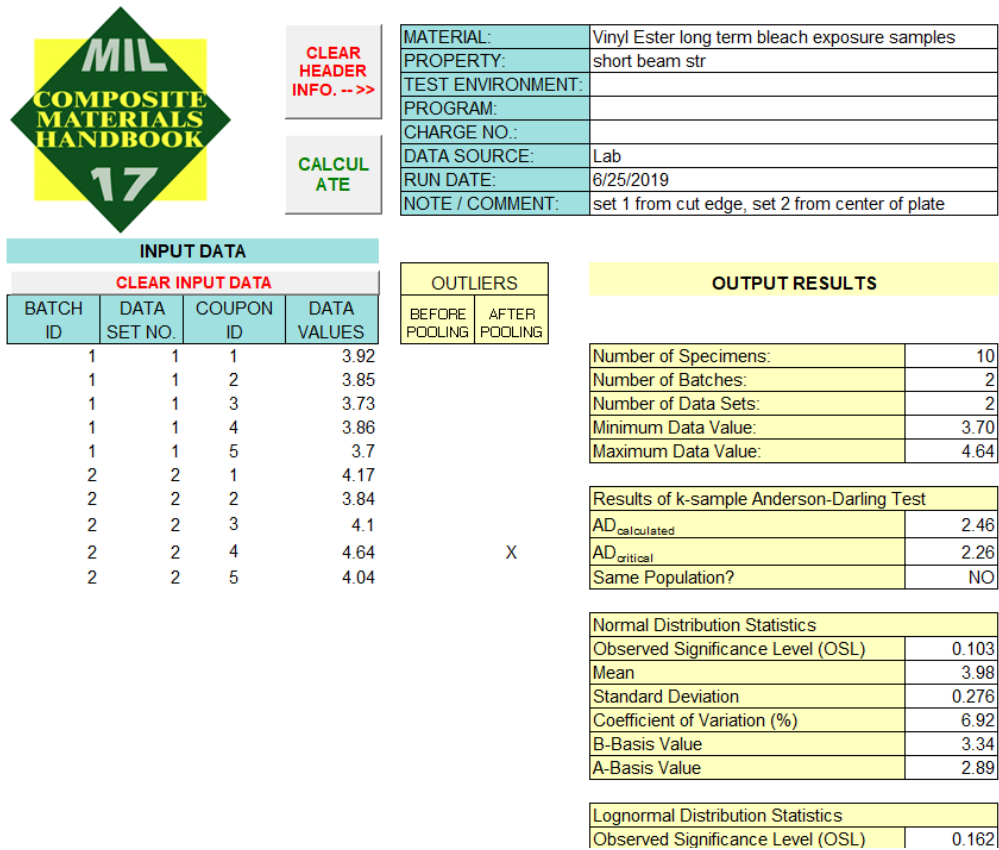 MIL
COMPOSITE
MATERIALS
HANDBOOK
17
CLEAR
HEADER
INFO. -- >>
CALCUL
ATE
MATERIAL: Vinyl Ester long term bleach exposure samples
PROPERTY: short beam str
TEST ENVIRONMENT:
PROGRAM:
CHARGE NO.:
DATA SOURCE: Lab
RUN DATE: 6/25/2019
NOTE / COMMENT: set 1 from cut edge, set 2 from center of plate
INPUT DATA
CLEAR INPUT DATA
BATCH DATA COUPON DATA
ID SET NO. ID VALUES
1 1 1 3.92
1 1 2 3.85
1 1 3 3.73
1 1 4 3.86
1 1 5 3.7
2 2 1 4.17
2 2 2 3.84
2 2 3 4.1
2 2 4 4.64 X
2 2 5 4.04
OUTLIERS
BEFORE AFTER
POOLING POOLING
OUTPUT RESULTS
Number of Specimens: 10
Number of Batches: 2
Number of Data Sets: 2
Minimum Data Value: 3.70
Maximum Data Value: 4.64
Results of k-sample Anderson-Darling Test
ADcalculated 2.46
ADcritical 2.26
Same Population? NO
Normal Distribution Statistics
Observed Significance Level (OSL) 0.103
Mean 3.98
Standard Deviation 0.276
Coefficient of Variation (%) 6.92
B-Basis Value 3.34
A-Basis Value 2.89
Lognormal Distribution Statistics
Observed Significance Level (OSL) 0.162